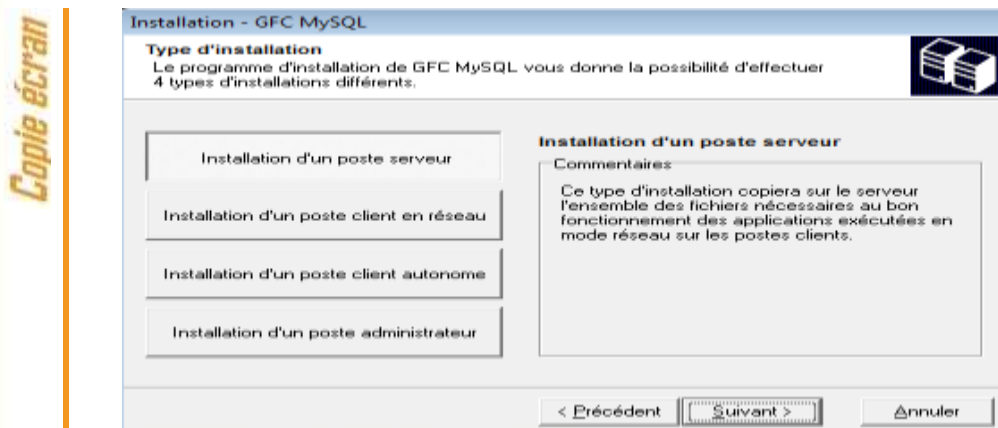 Copie écran
Installation - GFC MySQL
Type d'installation
Le programme d'installation de GFC MySQL vous donne la possibilité d'effectuer
4 types d'installations différents.
Installation d'un poste serveur
Installation d'un poste client en réseau
Installation d'un poste client autonome
Installation d'un poste administrateur
Installation d'un poste serveur
Commentaires
Ce type d'installation copiera sur le serveur
l'ensemble des fichiers nécessaires au bon
fonctionnement des applications exécutées en
mode réseau sur les postes clients.
< Précédent
Suivant >
Annuler